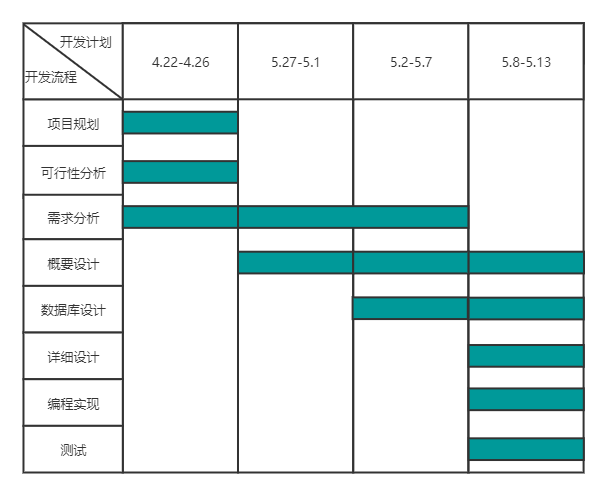 开发计划
开发流程
4.22-4.26
5.27-5.1
5.2-5.7
5.8-5.13
项目规划
可行性分析
需求分析
概要设计
数据库设计
详细设计
编程实现
测试